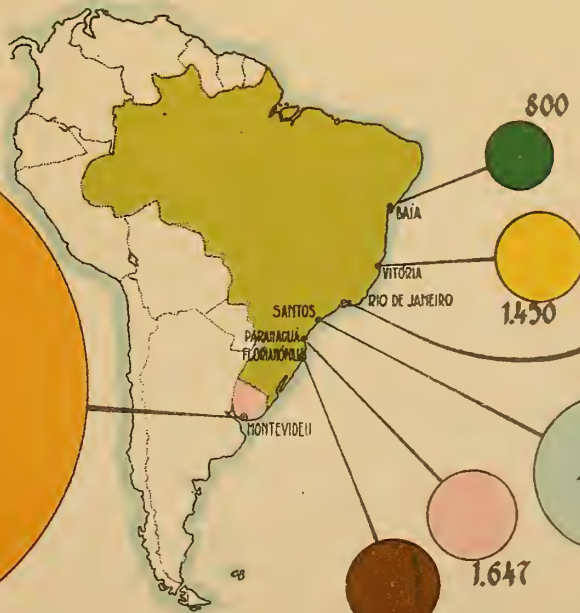 800
BAÍA
VITÓRIA
RIO DE JANEIRO
1.450
SANTOS
PARANAGUÁ
FLORIANÓPOLIS
MONTEVIDEU
1.647